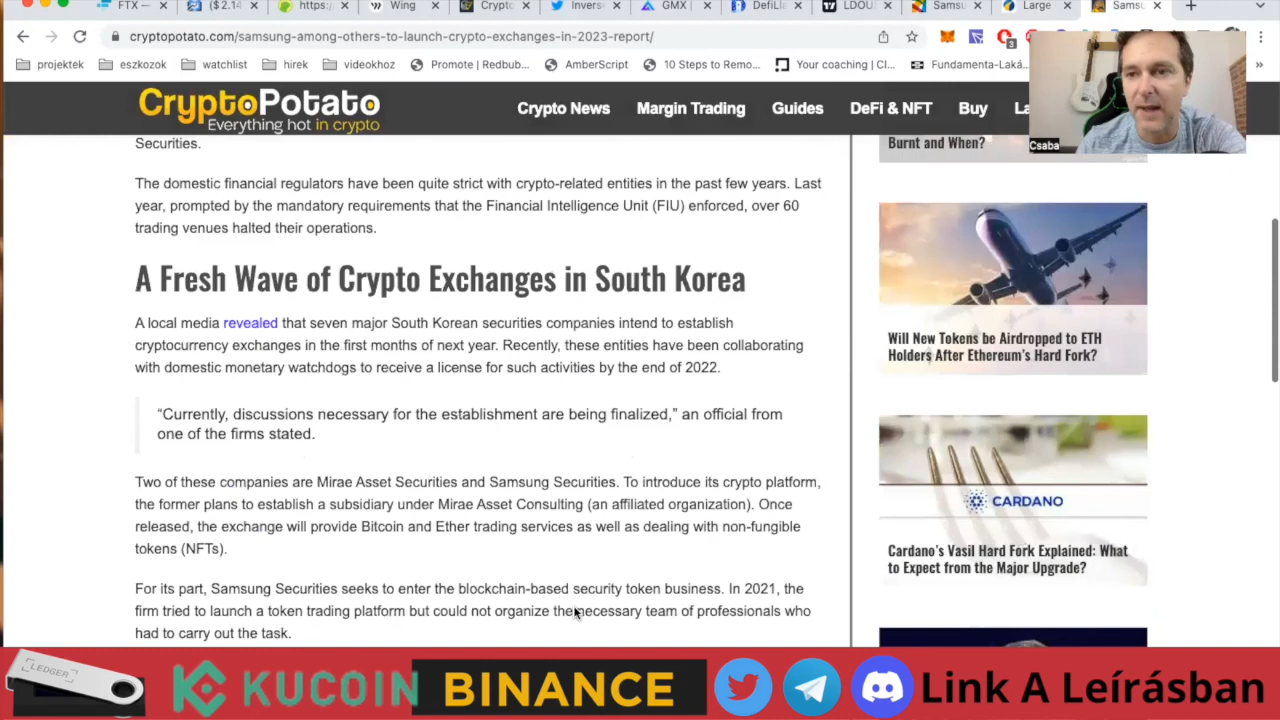 FTX –
($ 2.14
https:
Wing
Crypto
Inverse
GMX |
DefiLla
LDOU
Samsu
Large
Samsu
cryptopotato.com/samsung-among-others-to-launch-crypto-exchanges-in-2023-report/
3
projektek
eszkozok
watchlist
hirek
videokhoz
Promote | Redbub...
AmberScript
10 Steps to Remo...
Your coaching | Cl...
Fundamenta-Laká...
»
CryptoPotato
Everything hot in crypto
Crypto News
Margin Trading
Guides
DeFi & NFT
Buy
La
Csaba
Securities.
The domestic financial regulators have been quite strict with crypto-related entities in the past few years. Last
year, prompted by the mandatory requirements that the Financial Intelligence Unit (FIU) enforced, over 60
trading venues halted their operations.
A Fresh Wave of Crypto Exchanges in South Korea
A local media revealed that seven major South Korean securities companies intend to establish
cryptocurrency exchanges in the first months of next year. Recently, these entities have been collaborating
with domestic monetary watchdogs to receive a license for such activities by the end of 2022.
“Currently, discussions necessary for the establishment are being finalized,” an official from
one of the firms stated.
Two of these companies are Mirae Asset Securities and Samsung Securities. To introduce its crypto platform,
the former plans to establish a subsidiary under Mirae Asset Consulting (an affiliated organization). Once
released, the exchange will provide Bitcoin and Ether trading services as well as dealing with non-fungible
tokens (NFTs).
For its part, Samsung Securities seeks to enter the blockchain-based security token business. In 2021, the
firm tried to launch a token trading platform but could not organize the necessary team of professionals who
had to carry out the task.
Burnt and When?
Will New Tokens be Airdropped to ETH
Holders After Ethereum’s Hard Fork?
CARDANO
Cardano’s Vasil Hard Fork Explained: What
to Expect from the Major Upgrade?
LEDGER
KUCOIN
BINANCE
Link A Leírásban